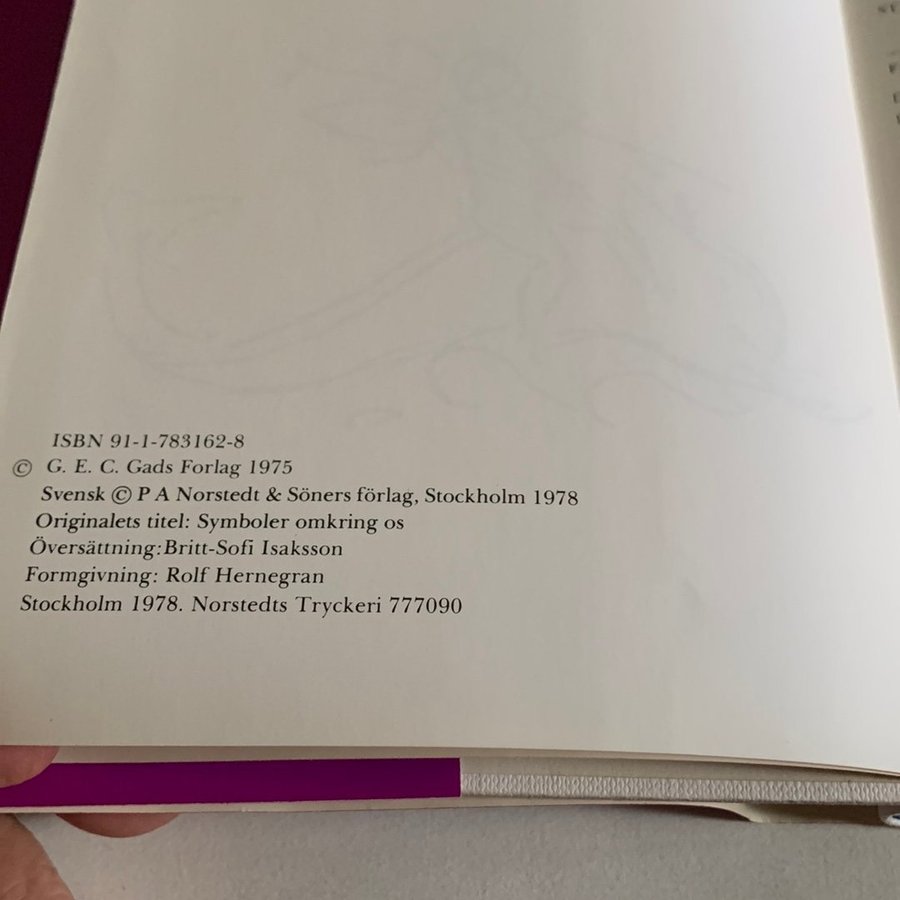 ISBN 91-1-783162-8
© G. E. C. Gads Forlag 1975
Svensk © P A Norstedt & Söners förlag, Stockholm 1978
Originalets titel: Symboler omkring os
Översättning:Britt-Sofi Isaksson
Formgivning: Rolf Hernegran
Stockholm 1978. Norstedts Tryckeri 777090